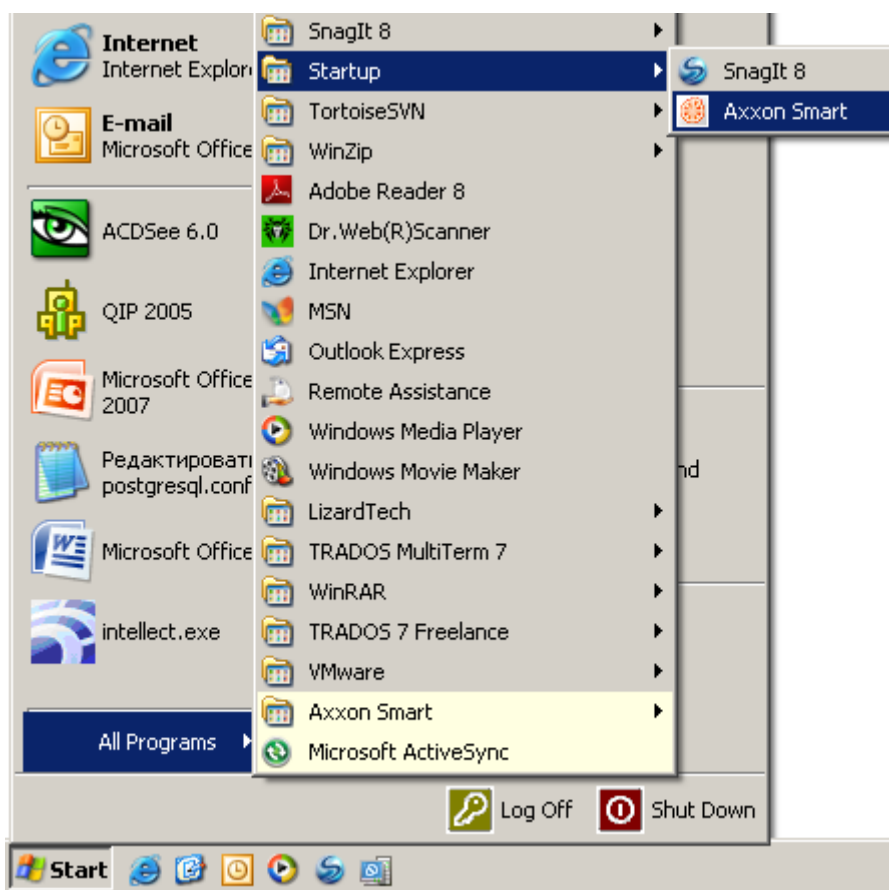 Internet
Internet Explor
E-mail
Microsoft Office
ACDSee 6.0
QIP 2005
Microsoft Office
2007
Редактироват
postgresql.conf
Microsoft Office
intellect.exe
All Programs
SnagIt 8
Startup
TortoiseSVN
WinZip
Adobe Reader 8
Dr.Web(R)Scanner
Internet Explorer
MSN
Outlook Express
Remote Assistance
Windows Media Player
Windows Movie Maker
LizardTech
TRADOS MultiTerm 7
WinRAR
TRADOS 7 Freelance
VMware
Axxon Smart
Microsoft ActiveSync
SnagIt 8
Axxon Smart
nd
Log Off
Shut Down
Start